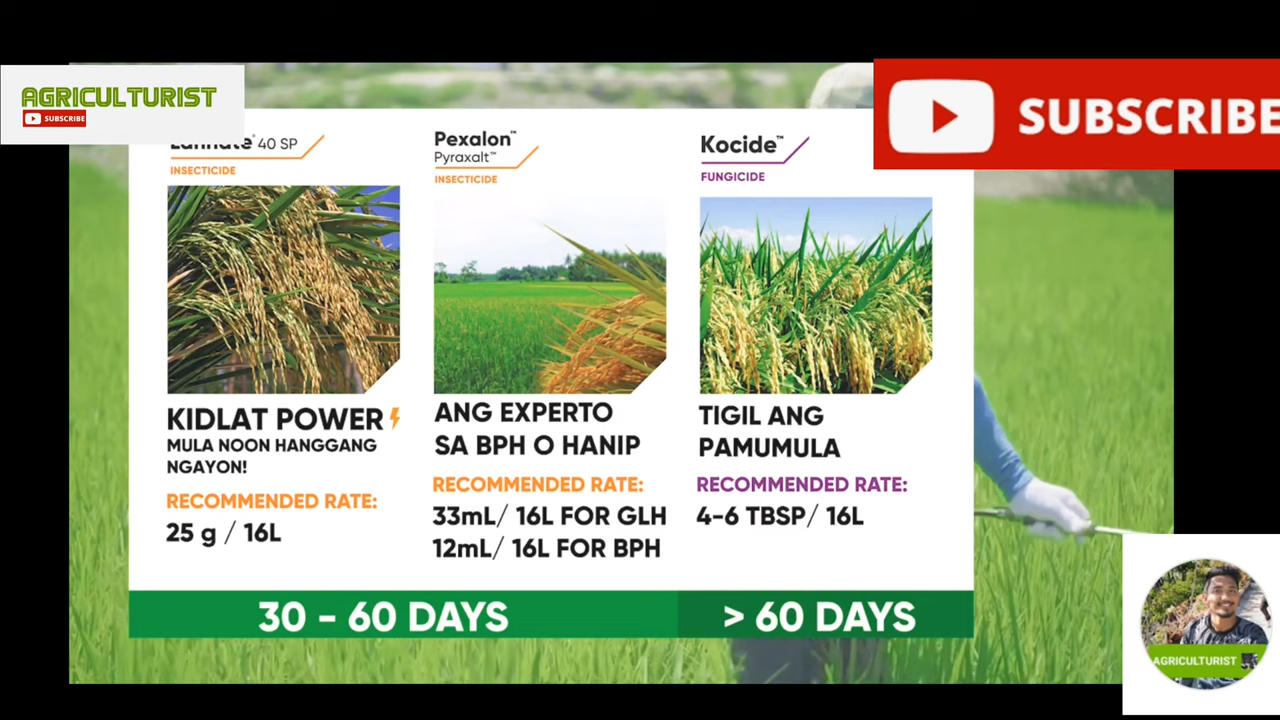 AGRICULTURIST
SUBSCRIBE
SUBSCRIBE
Lannate® 40 SP
INSECTICIDE
KIDLAT POWER
MULA NOON HANGGANG
NGAYON!
RECOMMENDED RATE:
25 g / 16L
Pexalon™
Pyraxalt™
INSECTICIDE
ANG EXPERTO
SA BPH O HANIP
RECOMMENDED RATE:
33mL/ 16L FOR GLH
12mL/ 16L FOR BPH
Kocide™
FUNGICIDE
TIGIL ANG
PAMUMULA
RECOMMENDED RATE:
4-6 TBSP/ 16L
30 - 60 DAYS
> 60 DAYS
AGRICULTURIST